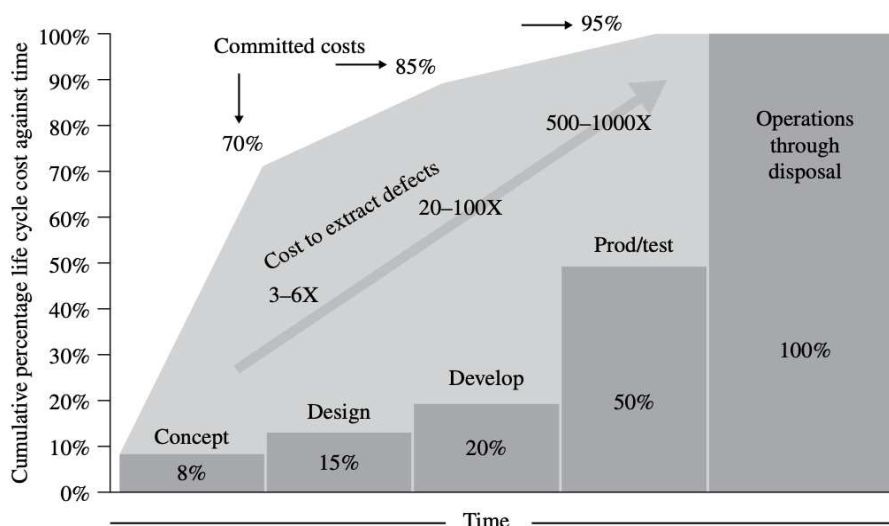 Cumulative percentage life cycle cost against time
100%
90%
80%
70%
60%
50%
40%
30%
20%
10%
0%
Committed costs
70%
85%
95%
Cost to extract defects
3–6X
20–100X
500–1000X
Concept
8%
Design
15%
Develop
20%
Prod/test
50%
Operations
through
disposal
100%
Time